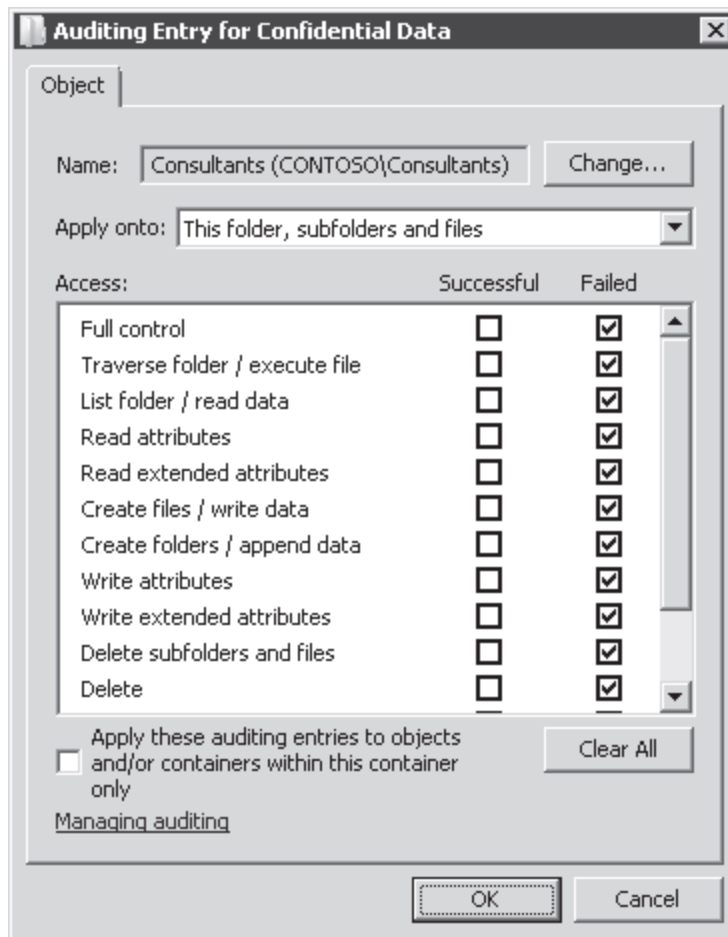 Auditing Entry for Confidential Data
Object
Name: Consultants (CONTOSO\Consultants) Change...
Apply onto: This folder, subfolders and files
Access: Successful Failed
Full control
Traverse folder / execute file
List folder / read data
Read attributes
Read extended attributes
Create files / write data
Create folders / append data
Write attributes
Write extended attributes
Delete subfolders and files
Delete
Apply these auditing entries to objects
and/or containers within this container
only
Clear All
Managing auditing
OK Cancel